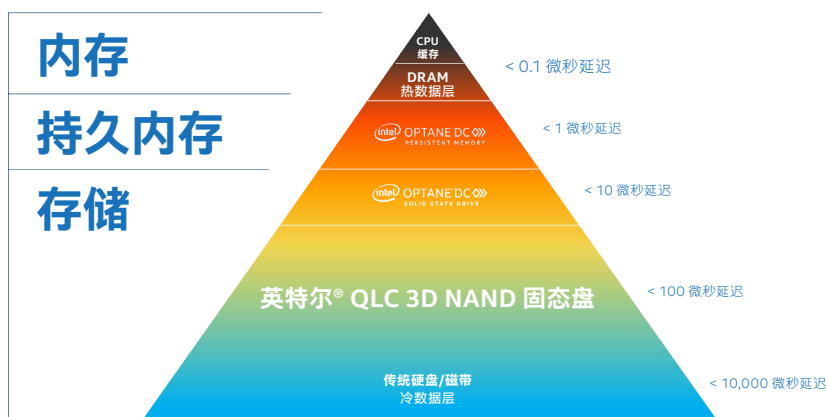 内存
持久内存
存储
CPU
缓存
DRAM
热数据层
intel OPTANE DC
PERSISTENT MEMORY
intel OPTANE DC
SOLID STATE DRIVE
英特尔® QLC 3D NAND 固态盘
传统硬盘/磁带
冷数据层
< 0.1 微秒延迟
< 1 微秒延迟
< 10 微秒延迟
< 100 微秒延迟
< 10,000 微秒延迟